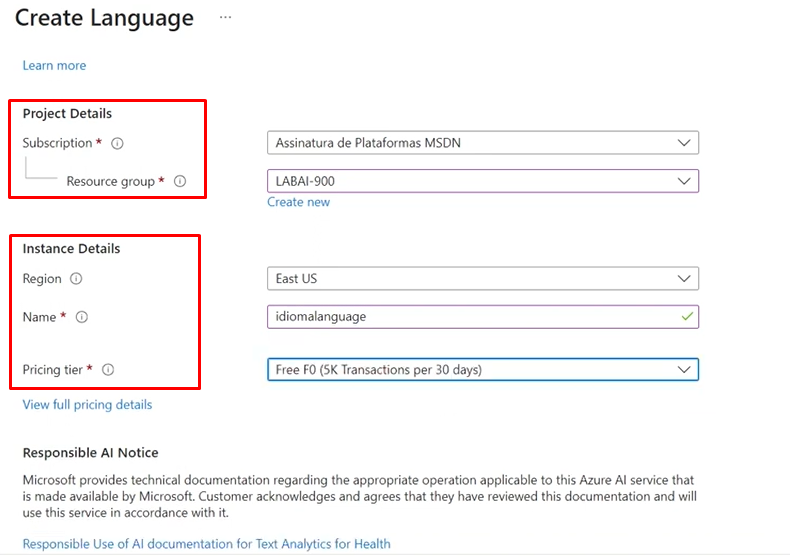 Create Language ...
Learn more
Project Details
Subscription * Assinatura de Plataformas MSDN
Resource group * LABAI-900
Create new
Instance Details
Region East US
Name * idiomalanguage
Pricing tier * Free F0 (5K Transactions per 30 days)
View full pricing details
Responsible AI Notice
Microsoft provides technical documentation regarding the appropriate operation applicable to this Azure AI service that
is made available by Microsoft. Customer acknowledges and agrees that they have reviewed this documentation and will
use this service in accordance with it.
Responsible Use of AI documentation for Text Analytics for Health